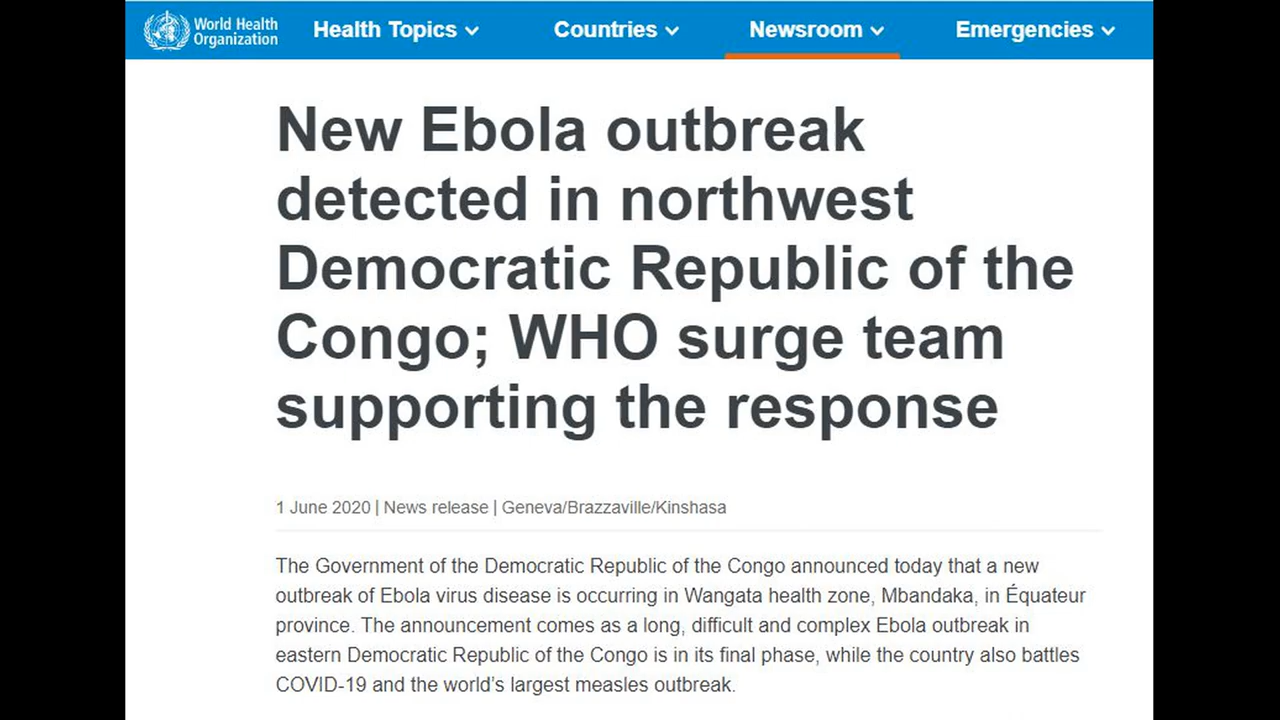 World Health
Organization
Health Topics
Countries
Newsroom
Emergencies
New Ebola outbreak
detected in northwest
Democratic Republic of the
Congo; WHO surge team
supporting the response
1 June 2020 | News release | Geneva/Brazzaville/Kinshasa
The Government of the Democratic Republic of the Congo announced today that a new
outbreak of Ebola virus disease is occurring in Wangata health zone, Mbandaka, in Équateur
province. The announcement comes as a long, difficult and complex Ebola outbreak in
eastern Democratic Republic of the Congo is in its final phase, while the country also battles
COVID-19 and the world’s largest measles outbreak.